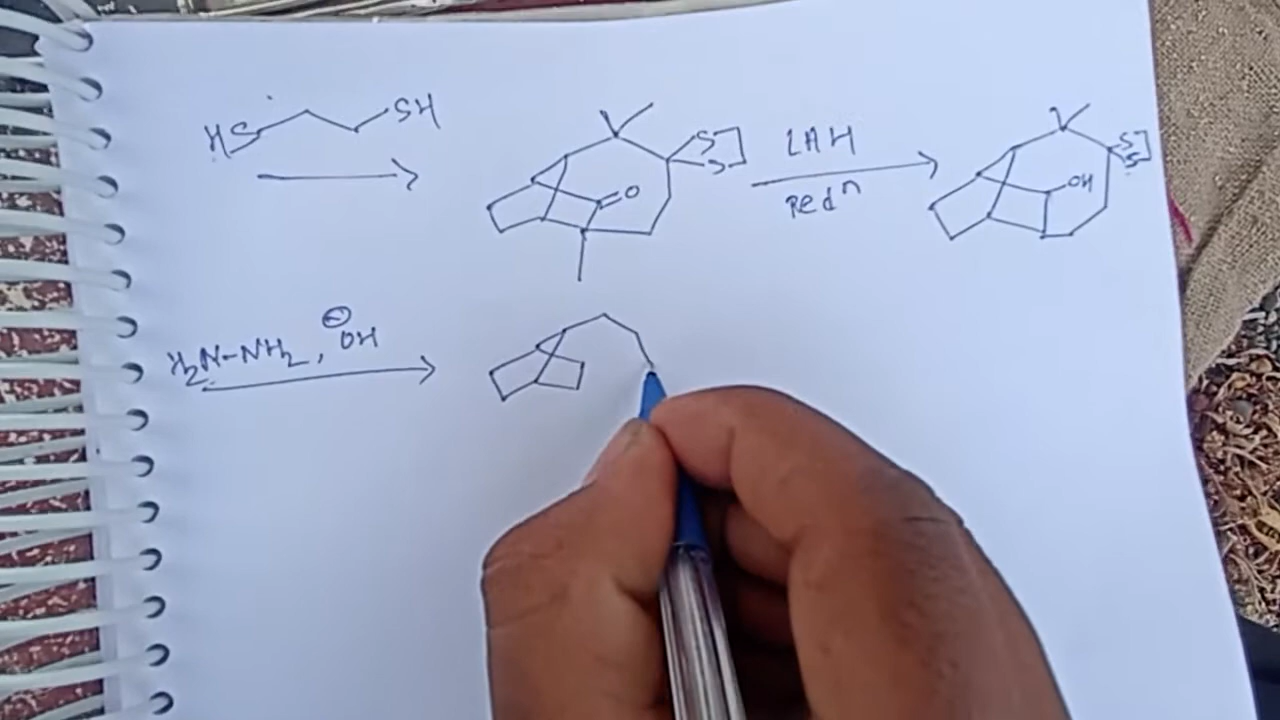 HS SH
S
S
O
LAH
Redⁿ
S
S
OH
H₂N-NH₂, ⊖OH